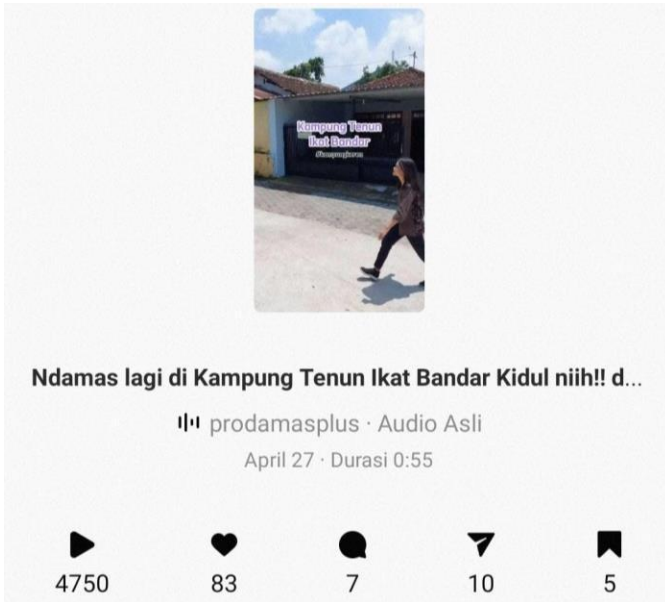 Kampung Tenun
Ikat Bandar
Ndamas lagi di Kampung Tenun Ikat Bandar Kidul niih!! d...
prodamasplus · Audio Asli
April 27 · Durasi 0:55
4750 83 7 10 5